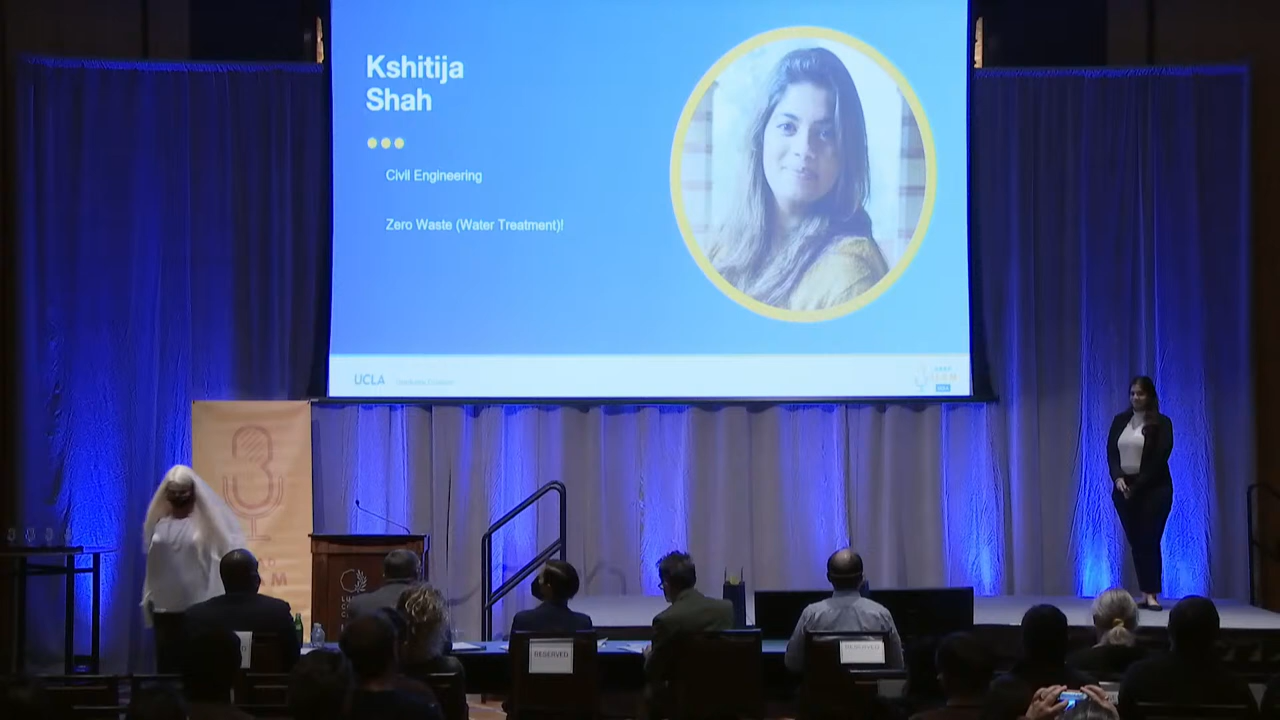 Kshitija
Shah
Civil Engineering
Zero Waste (Water Treatment)!
UCLA
RESERVED
RESERVED